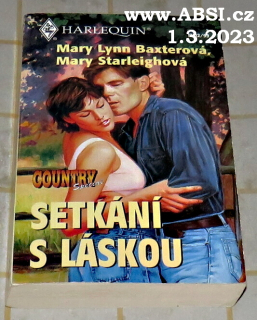 www.ABSI.cz
HARLEQUIN®
1.3.2023
Mary Lynn Baxterová,
Mary Starleighová
COUNTRY
SETKÁNÍ
S LÁSKOU